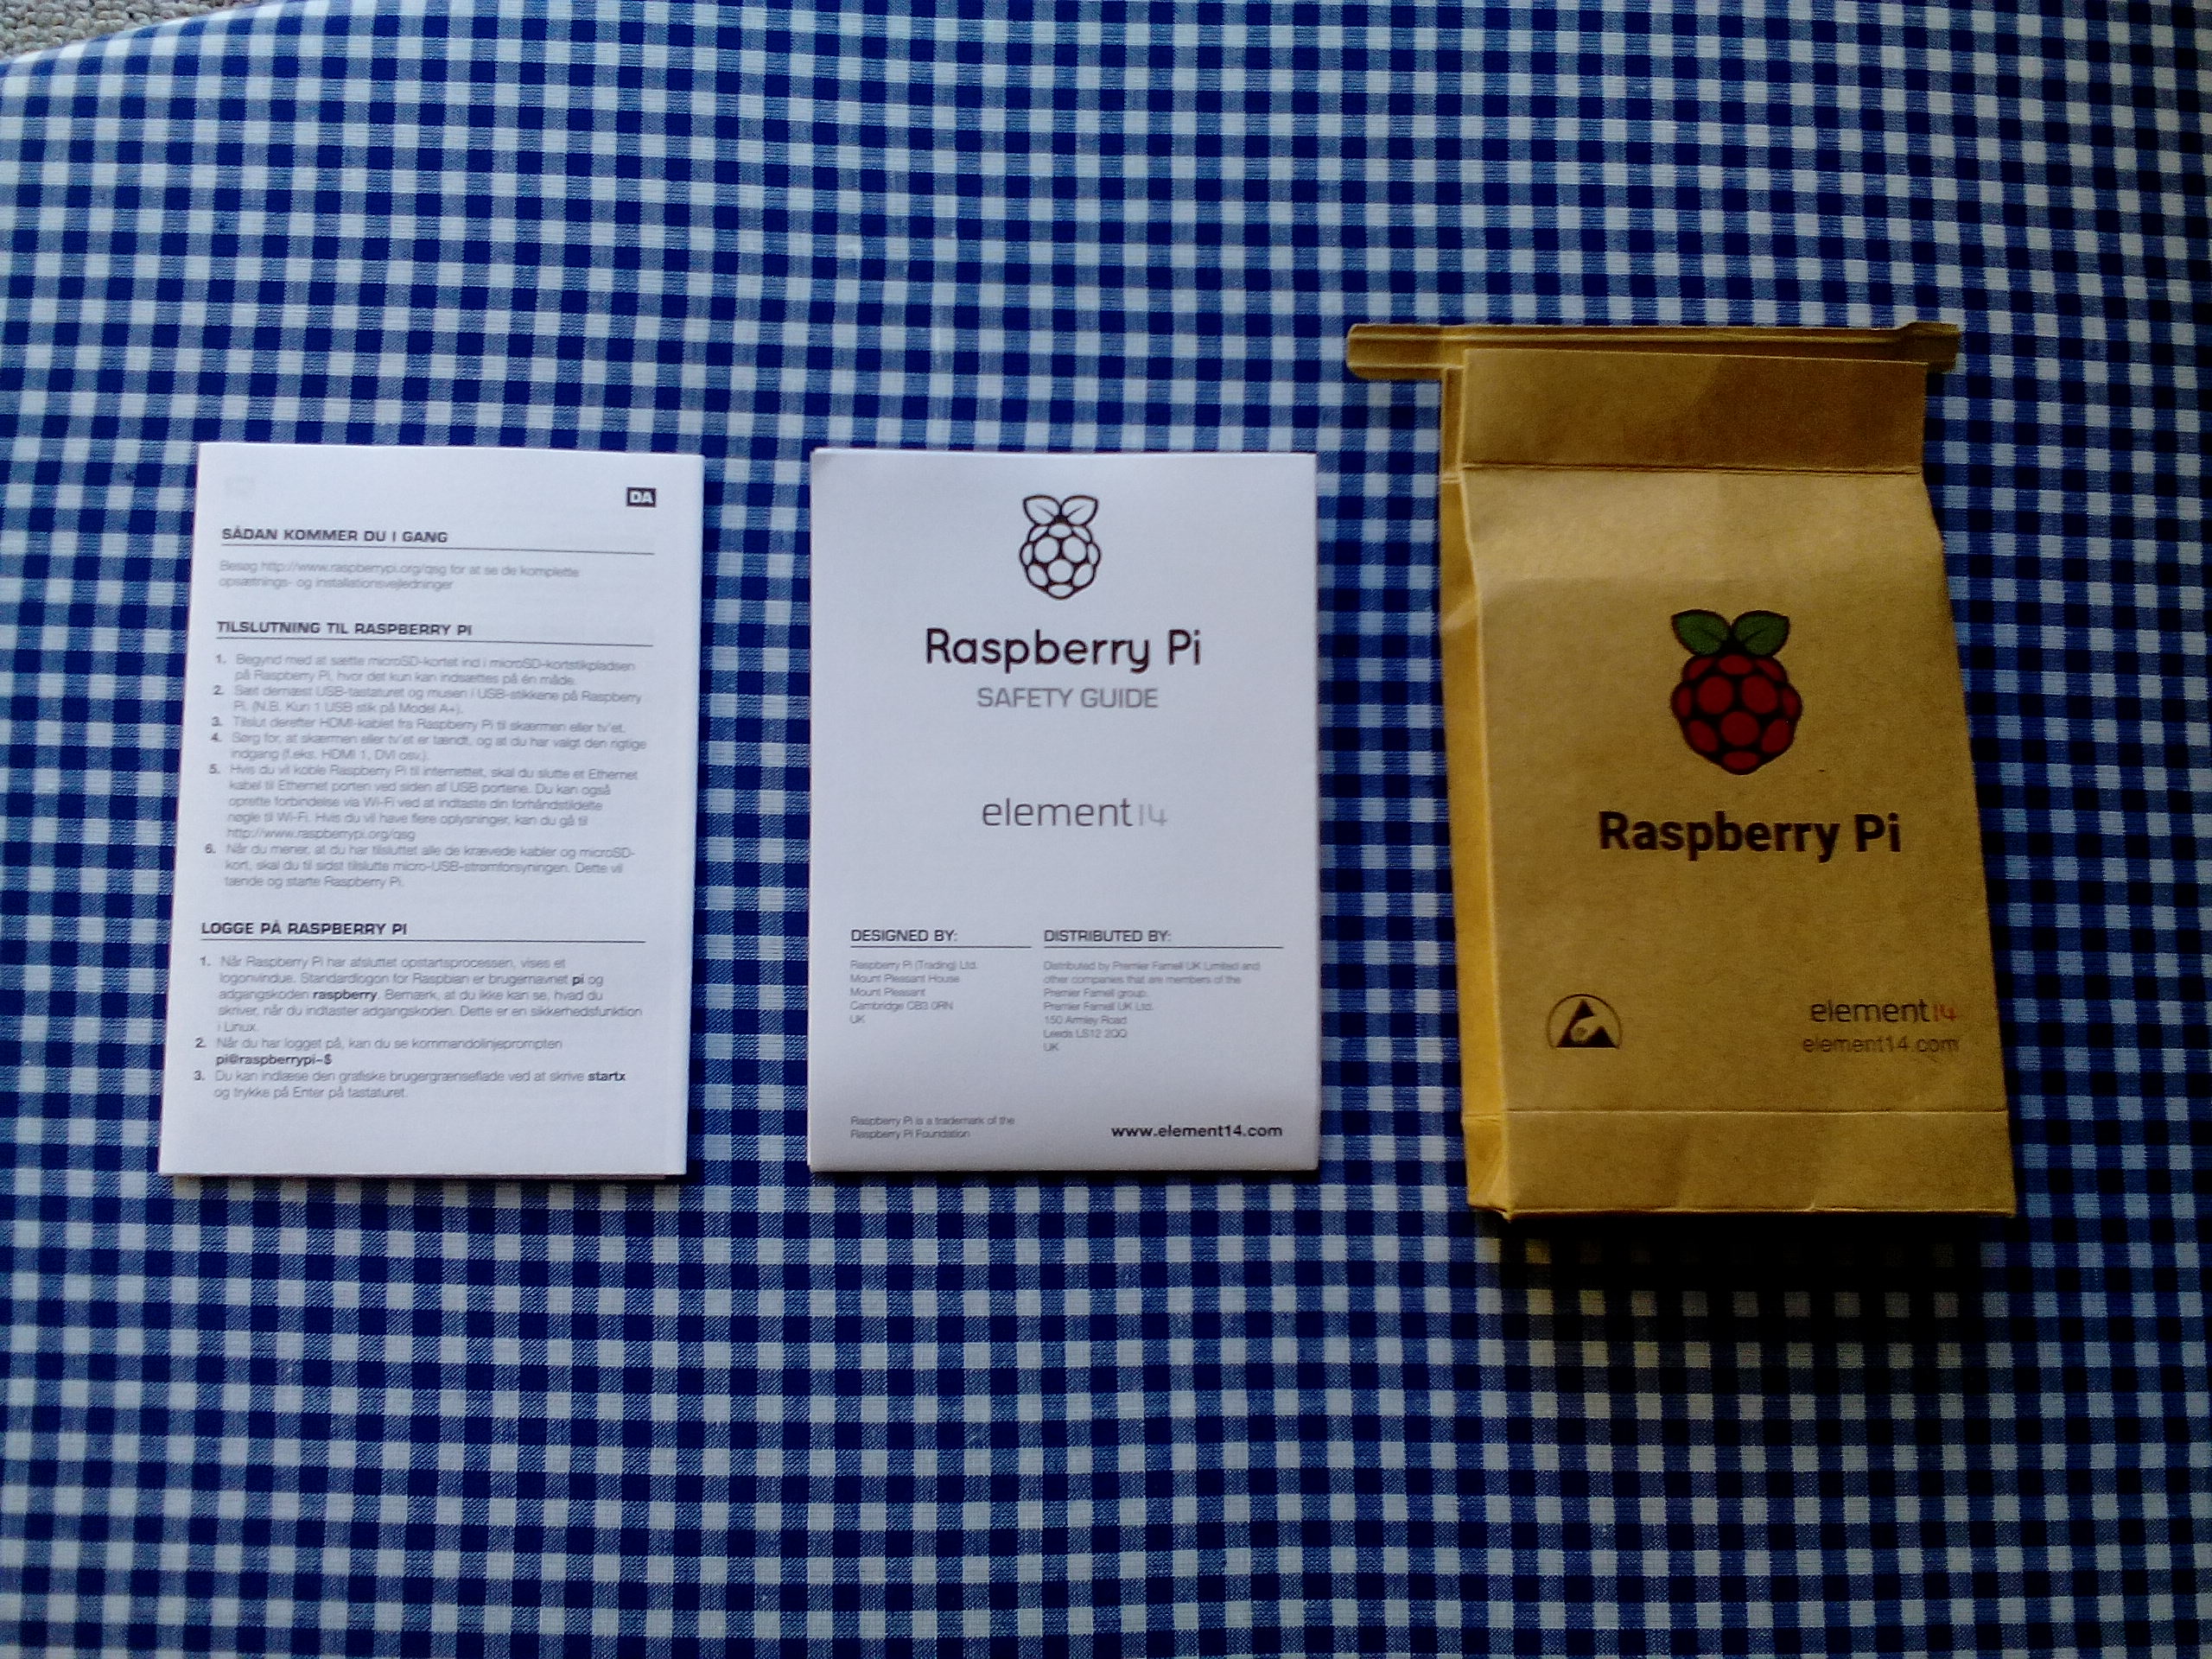 DA
SÅDAN KOMMER DU I GANG
Besøg http://www.raspberrypi.org/qsg for at se de komplette
opsætnings- og installationsvejledninger
TILSLUTNING TIL RASPBERRY PI
1. Begynd med at sætte microSD-kortet ind i microSD-kortstikpladsen
på Raspberry Pi, hvor det kun kan indsættes på én måde.
2. Sæt dernæst USB-tastaturet og musen i USB-stikkene på Raspberry
Pi. (N.B. Kun 1 USB stik på Model A+).
3. Tilslut derefter HDMI-kablet fra Raspberry Pi til skærmen eller tv'et.
4. Sørg for, at skærmen eller tv'et er tændt, og at du har valgt den rigtige
indgang (f.eks. HDMI 1, DVI osv.).
5. Hvis du vil koble Raspberry Pi til internettet, skal du slutte et Ethernet
kabel til Ethernet porten ved siden af USB portene. Du kan også
oprette forbindelse via Wi-Fi ved at indtaste din forhåndstildelte
nøgle til Wi-Fi. Hvis du vil have flere oplysninger, kan du gå til
http://www.raspberrypi.org/qsg
6. Når du mener, at du har tilsluttet alle de krævede kabler og microSD-
kort, skal du til sidst tilslutte micro-USB-strømforsyningen. Dette vil
tænde og starte Raspberry Pi.
LOGGE PÅ RASPBERRY PI
1. Når Raspberry Pi har afsluttet opstartsprocessen, vises et
logonvindue. Standardlogon for Raspbian er brugernavnet pi og
adgangskoden raspberry. Bemærk, at du ikke kan se, hvad du
skriver, når du indtaster adgangskoden. Dette er en sikkerhedsfunktion
i Linux.
2. Når du har logget på, kan du se kommandolinjeprompten
pi@raspberrypi~$
3. Du kan indlæse den grafiske brugergrænseflade ved at skrive startx
og trykke på Enter på tastaturet.
Raspberry Pi
SAFETY GUIDE
element14
DESIGNED BY:
Raspberry Pi (Trading) Ltd.
Mount Pleasant House
Mount Pleasant
Cambridge CB3 0RN
UK
DISTRIBUTED BY:
Distributed by Premier Farnell UK Limited and
other companies that are members of the
Premier Farnell group.
Premier Farnell UK Ltd.
150 Armley Road
Leeds LS12 2QQ
UK
Raspberry Pi is a trademark of the
Raspberry Pi Foundation
www.element14.com
Raspberry Pi
element14
element14.com